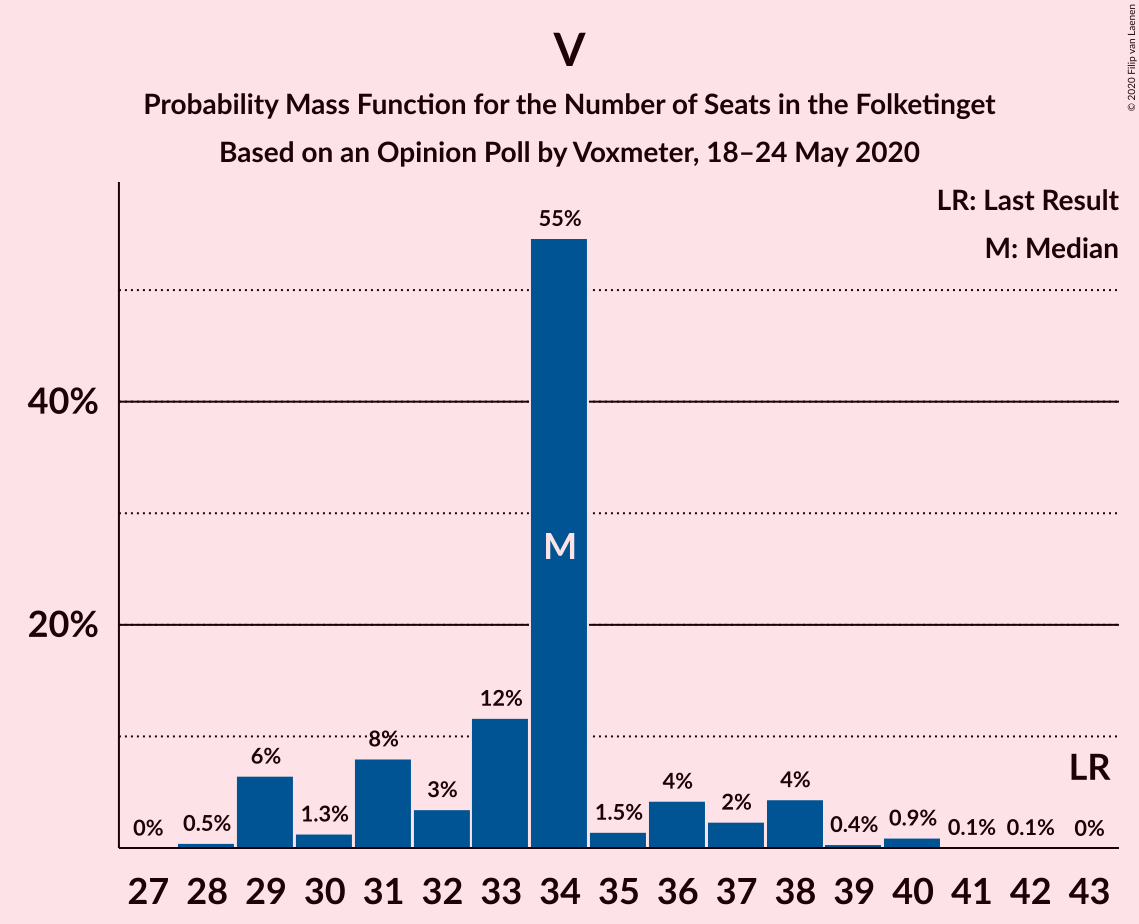 V
Probability Mass Function for the Number of Seats in the Folketinget
Based on an Opinion Poll by Voxmeter, 18–24 May 2020
© 2020 Filip van Laenen
LR: Last Result
M: Median
40%
20%
0%
0.5%
6%
1.3%
8%
3%
12%
55%
1.5%
4%
2%
4%
0.4%
0.9%
0.1%
0.1%
0%
M
LR
27 28 29 30 31 32 33 34 35 36 37 38 39 40 41 42 43